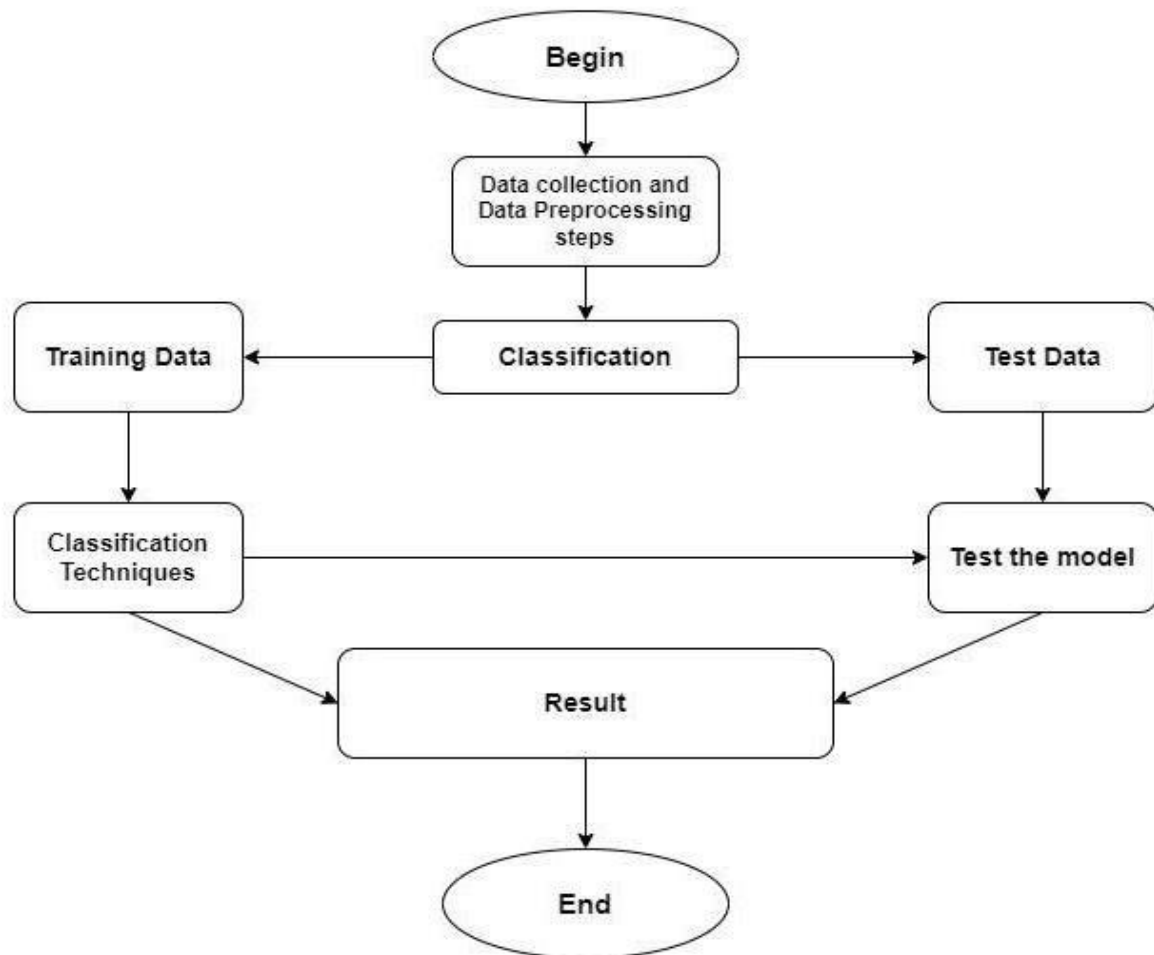 Begin
Data collection and
Data Preprocessing
steps
Training Data
Classification
Test Data
Classification
Techniques
Test the model
Result
End